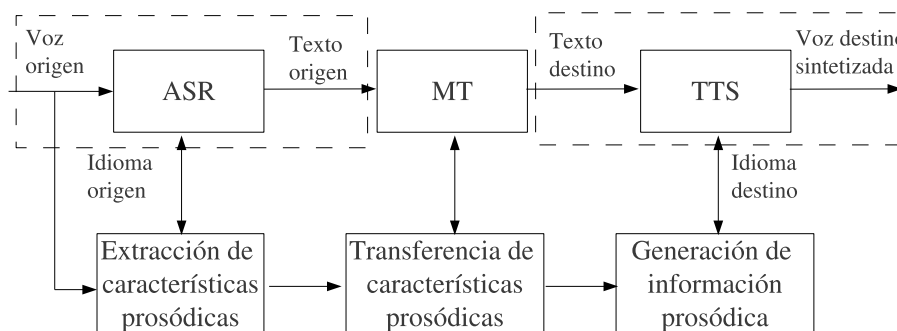 Voz
origen
ASR
Texto
origen
MT
Texto
destino
TTS
Voz destino
sintetizada
Idioma
origen
Idioma
destino
Extracción de
características
prosódicas
Transferencia de
características
prosódicas
Generación de
información
prosódica